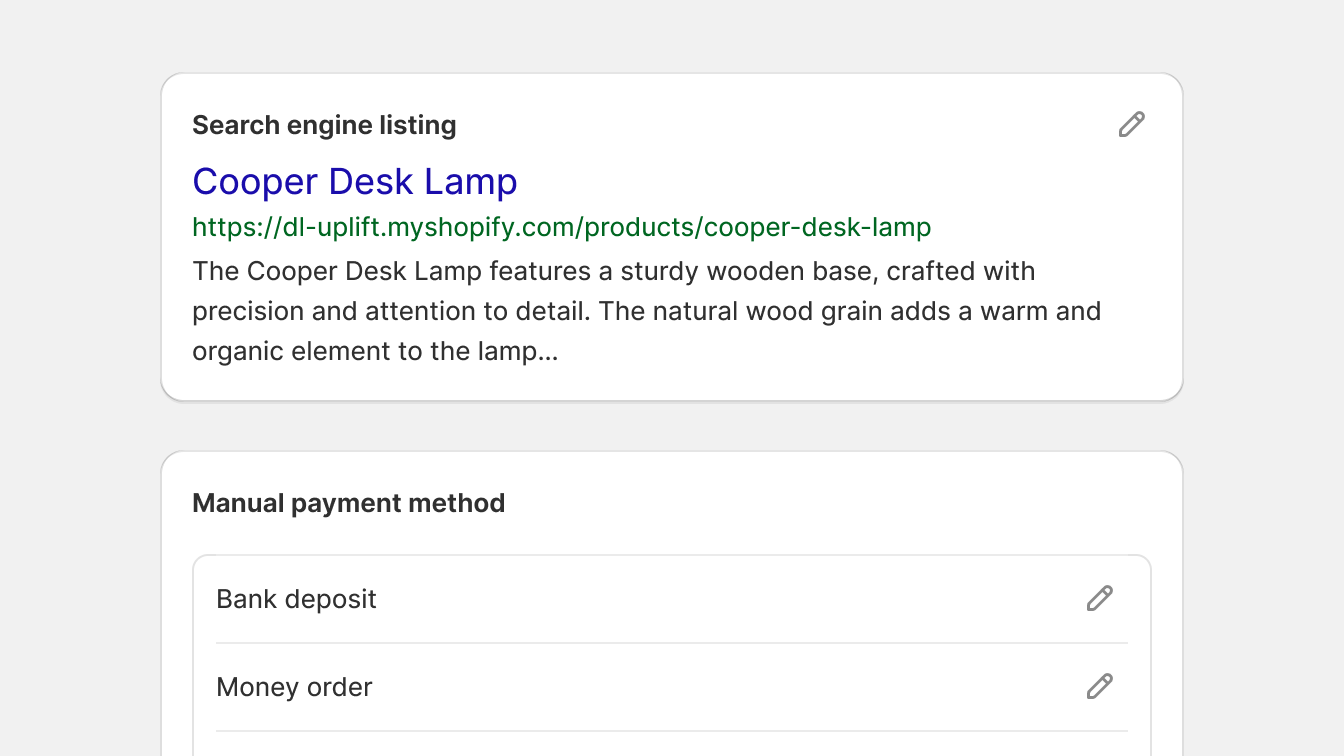 Search engine listing
Cooper Desk Lamp
https://dl-uplift.myshopify.com/products/cooper-desk-lamp
The Cooper Desk Lamp features a sturdy wooden base, crafted with
precision and attention to detail. The natural wood grain adds a warm and
organic element to the lamp...
Manual payment method
Bank deposit
Money order